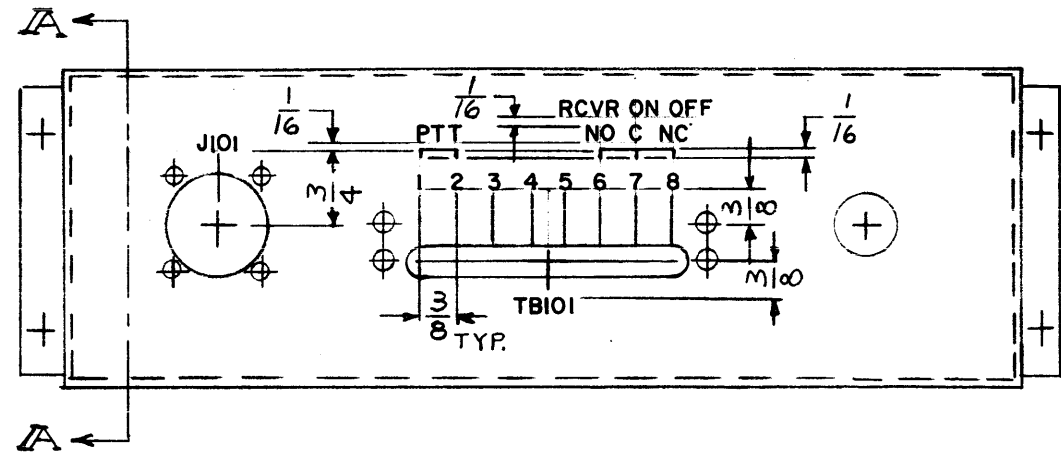 A
1/16
1/16
RCVR ON OFF
1/16
J101
PTT
NO C NC
3/4
1 2 3 4 5 6 7 8
3/8
3/8
TB101
3/8 TYP.
A